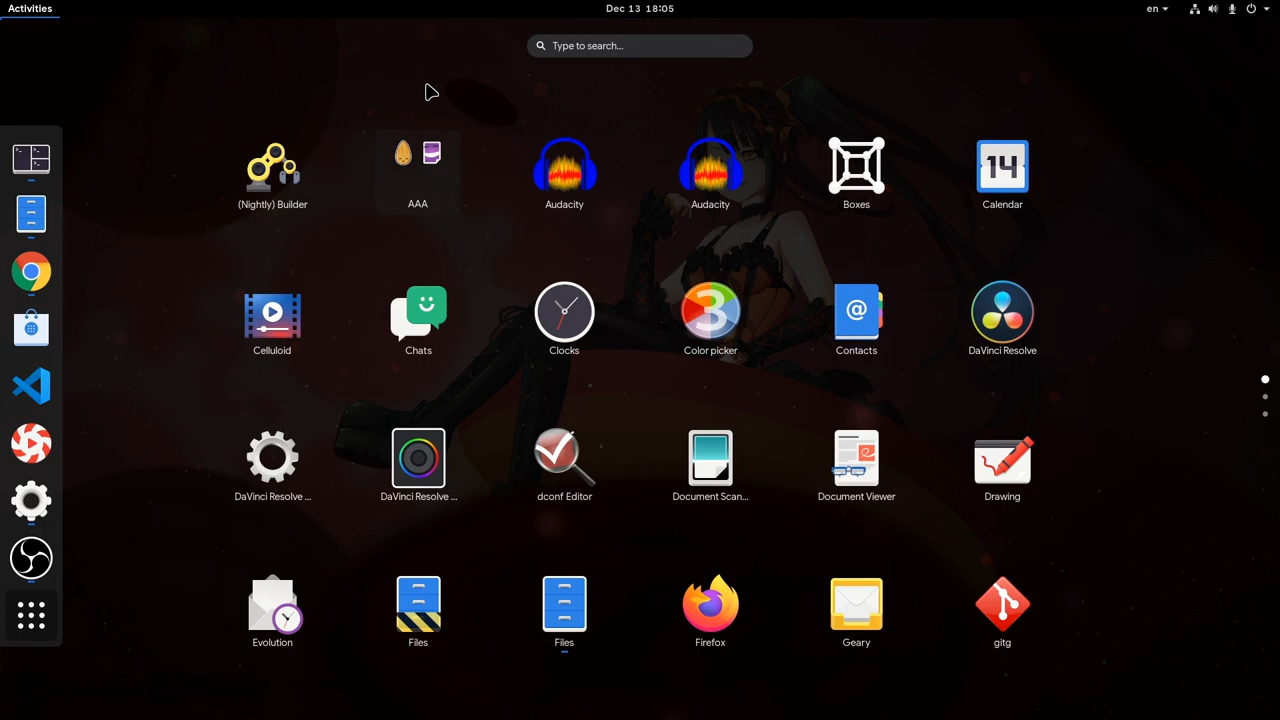 Activities
Dec 13 18:05
en
Type to search...
(Nightly) Builder
AAA
Audacity
Audacity
Boxes
14
Calendar
Celluloid
Chats
Clocks
3
Color picker
@
Contacts
DaVinci Resolve
DaVinci Resolve ...
DaVinci Resolve ...
dconf Editor
Document Scan...
Document Viewer
Drawing
Evolution
Files
Files
Firefox
Geary
gitg